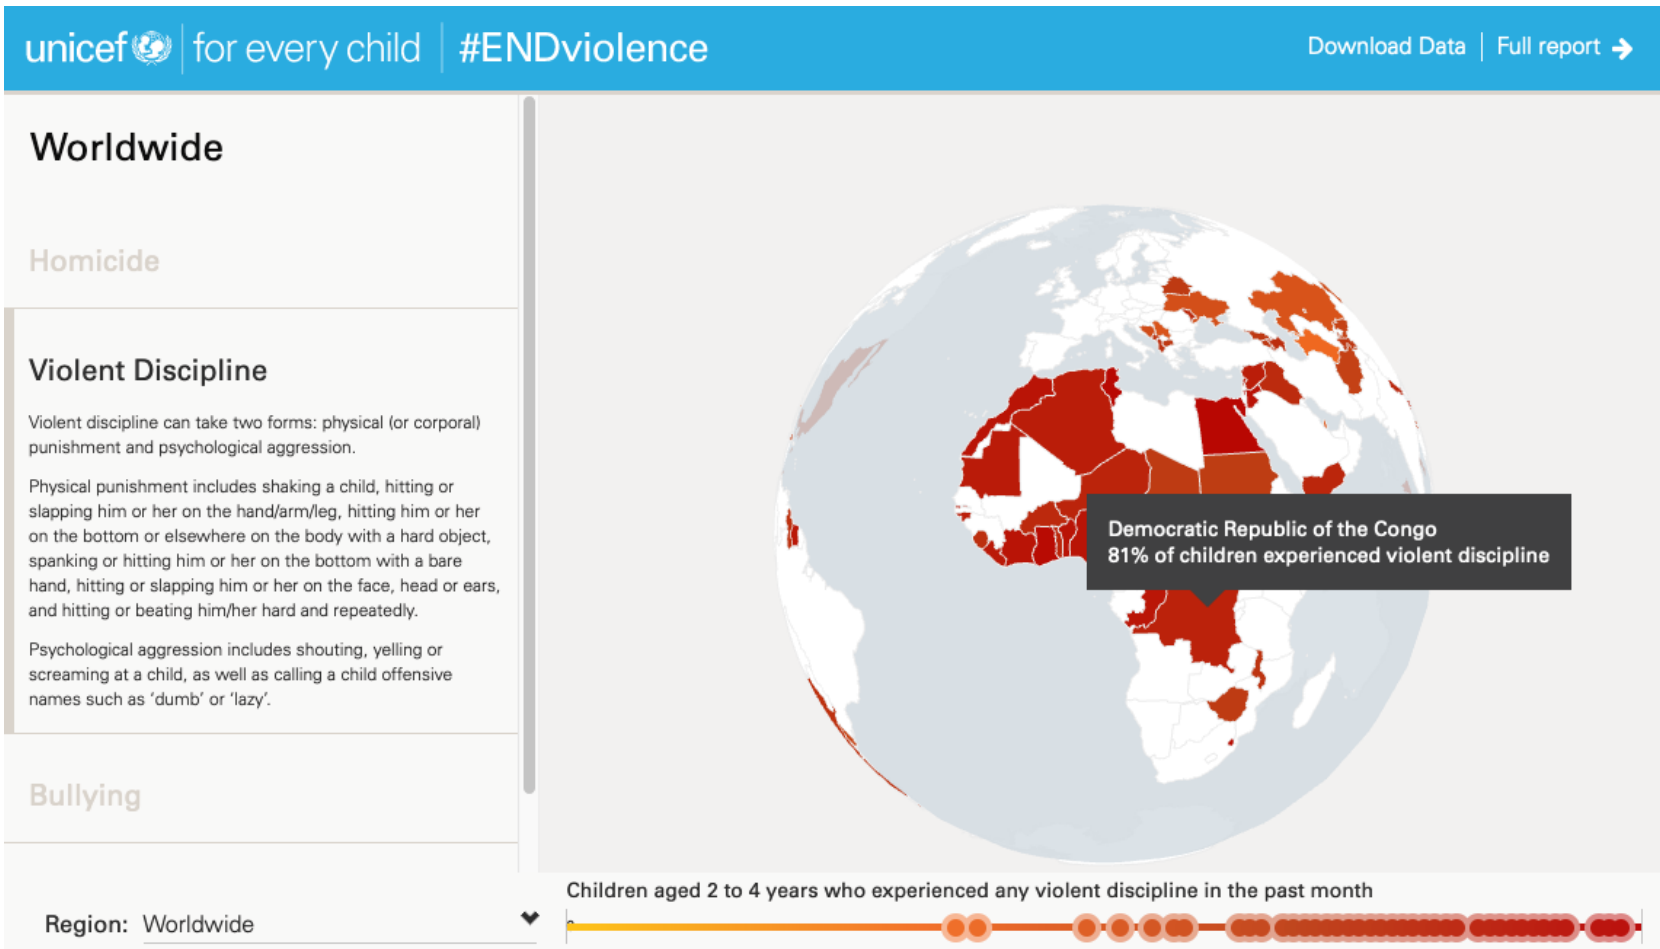 unicef for every child #ENDviolence
Download Data Full report →
Worldwide
Homicide
Violent Discipline
Violent discipline can take two forms: physical (or corporal)
punishment and psychological aggression.
Physical punishment includes shaking a child, hitting or
slapping him or her on the hand/arm/leg, hitting him or her
on the bottom or elsewhere on the body with a hard object,
spanking or hitting him or her on the bottom with a bare
hand, hitting or slapping him or her on the face, head or ears,
and hitting or beating him/her hard and repeatedly.
Psychological aggression includes shouting, yelling or
screaming at a child, as well as calling a child offensive
names such as ‘dumb’ or ‘lazy’.
Bullying
Region: Worldwide
Democratic Republic of the Congo
81% of children experienced violent discipline
Children aged 2 to 4 years who experienced any violent discipline in the past month